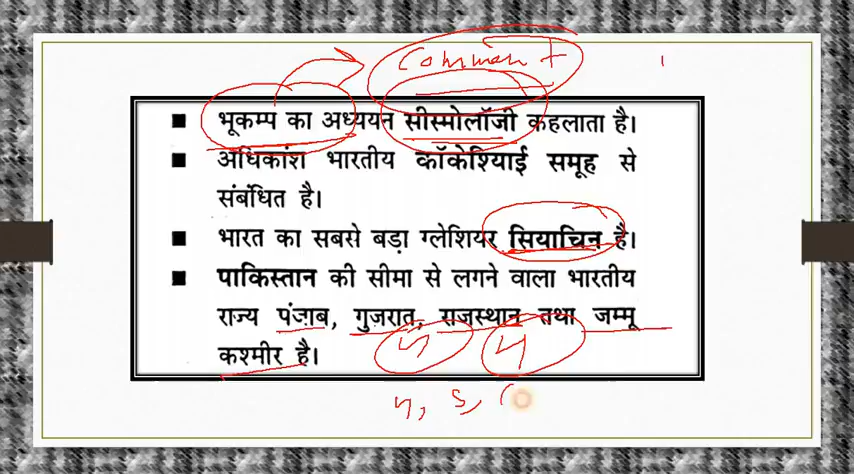 Comment
भूकम्प का अध्ययन सीस्मोलॉजी कहलाता है।
अधिकांश भारतीय कॉकेशियाई समूह से
संबंधित है।
भारत का सबसे बड़ा ग्लेशियर सियाचिन है।
पाकिस्तान की सीमा से लगने वाला भारतीय
राज्य पंजाब, गुजरात, राजस्थान तथा जम्मू
कश्मीर है।